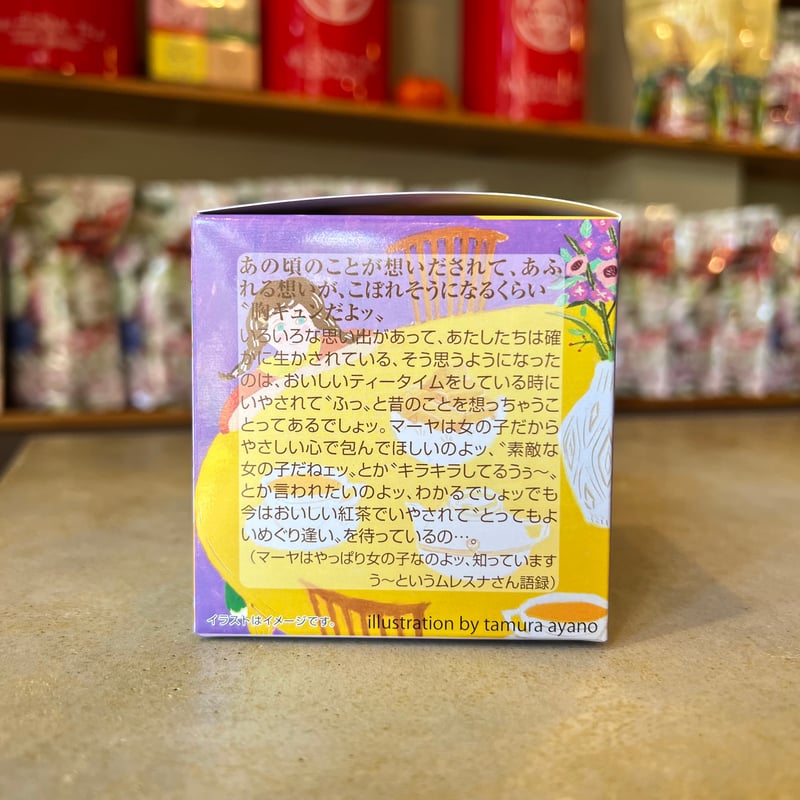 あの頃のことが想いだされて、あふ
れる想いが、こぼれそうになるくらい
〝胸ギュンだよッ〟
いろいろな思い出があって、あたしたちは確
かに生かされている、そう思うようになった
のは、おいしいティータイムをしている時に
いやされて〝ふっ〟と昔のことを想っちゃうこ
とってあるでしょッ。マーヤは女の子だから
やさしい心で包んでほしいのよッ、〝素敵な
女の子だねェッ〟とか〝キラキラしてるうぅ〜〟
とか言われたいのよッ、わかるでしょッでも
今はおいしい紅茶でいやされて〝とってもよ
いめぐり逢い〟を待っているの…。
（マーヤはやっぱり女の子なのよッ、知っています
う〜というムレスナさん語録）
イラストはイメージです。
illustration by tamura ayano